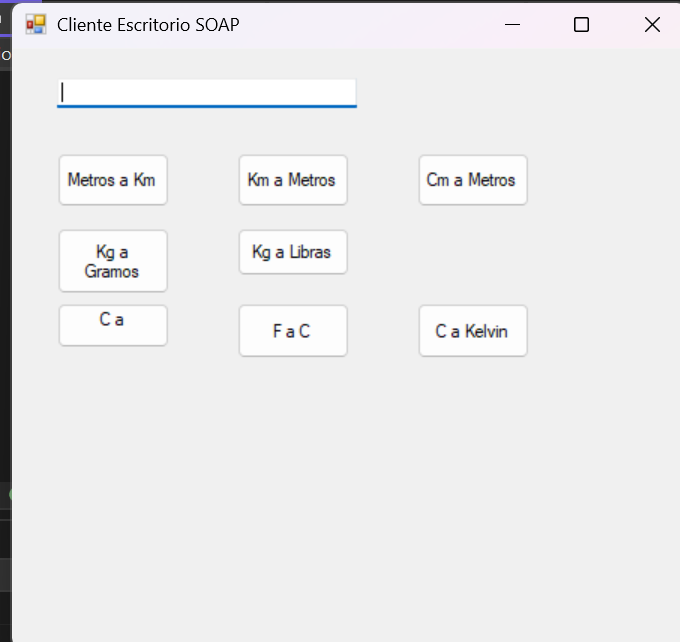 Cliente Escritorio SOAP
O
Metros a Km
Km a Metros
Cm a Metros
Kg a
Gramos
Kg a Libras
C a
F a C
C a Kelvin